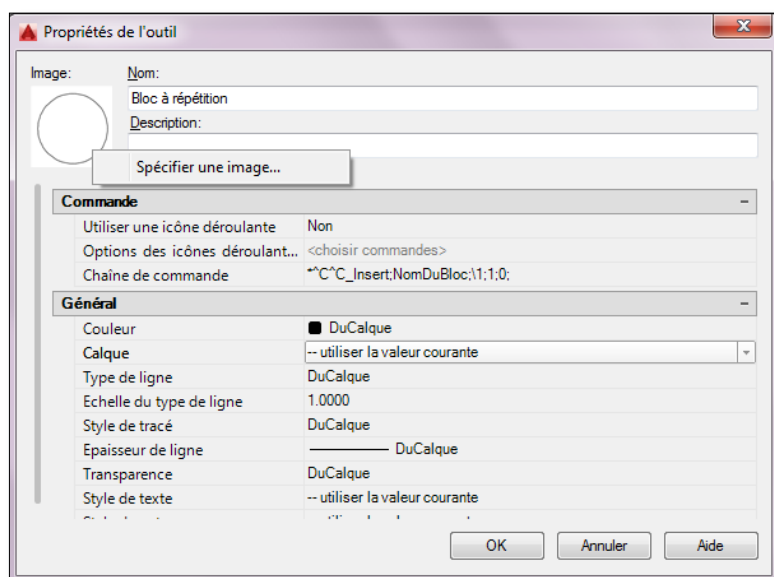 Propriétés de l'outil
Image:
Nom:
Bloc à répétition
Description:
Spécifier une image...
Commande
Utiliser une icône déroulante Non
Options des icônes déroulant... <choisir commandes>
Chaîne de commande *^C^C_Insert;NomDuBloc;\1;1;0;
Général
Couleur DuCalque
Calque -- utiliser la valeur courante
Type de ligne DuCalque
Echelle du type de ligne 1.0000
Style de tracé DuCalque
Epaisseur de ligne DuCalque
Transparence DuCalque
Style de texte -- utiliser la valeur courante
OK Annuler Aide